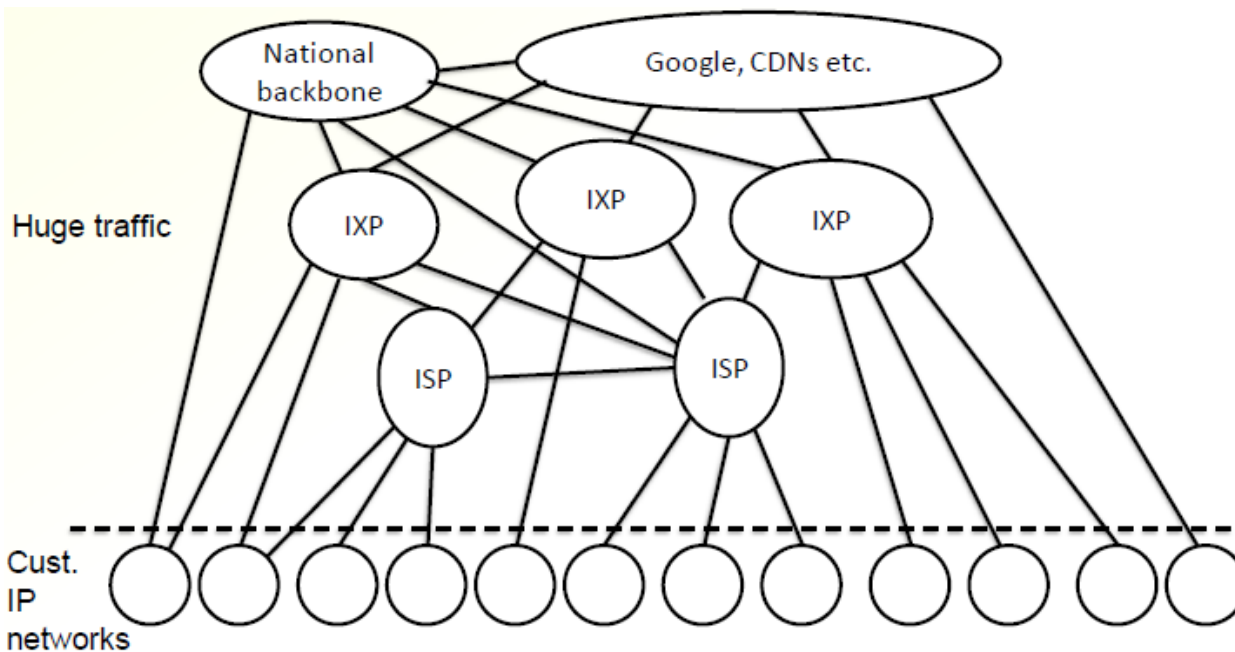 National
backbone
Google, CDNs etc.
IXP
IXP
IXP
Huge traffic
ISP
ISP
Cust.
IP
networks